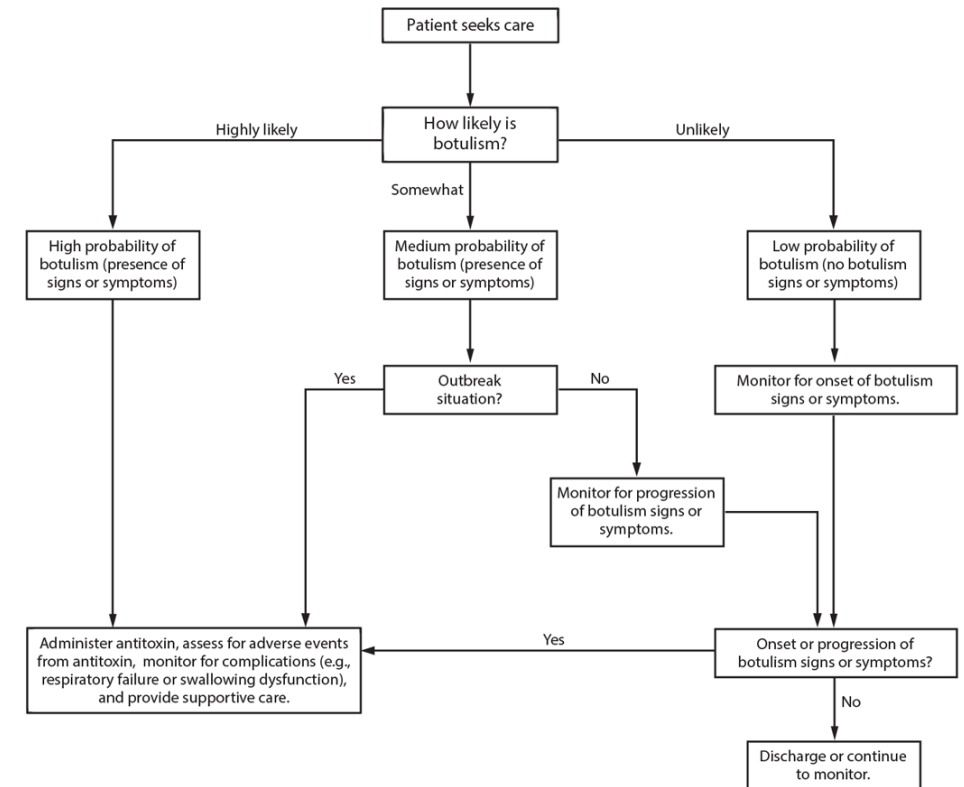 Patient seeks care
How likely is
botulism?
Highly likely
Unlikely
Somewhat
High probability of
botulism (presence of
signs or symptoms)
Medium probability of
botulism (presence of
signs or symptoms)
Low probability of
botulism (no botulism
signs or symptoms)
Yes
Outbreak
situation?
No
Monitor for onset of botulism
signs or symptoms.
Monitor for progression
of botulism signs or
symptoms.
Administer antitoxin, assess for adverse events
from antitoxin, monitor for complications (e.g.,
respiratory failure or swallowing dysfunction),
and provide supportive care.
Yes
Onset or progression of
botulism signs or symptoms?
No
Discharge or continue
to monitor.